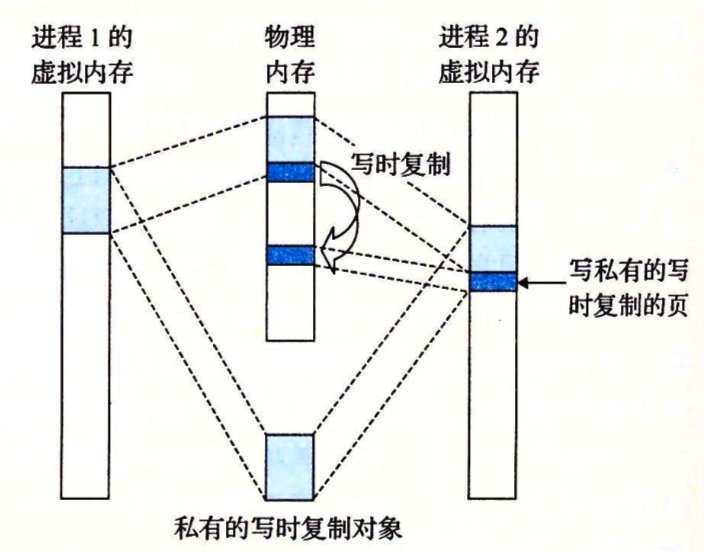 进程 1 的
虚拟内存
物理
内存
进程 2 的
虚拟内存
写时复制
写私有的写
时复制的页
私有的写时复制对象